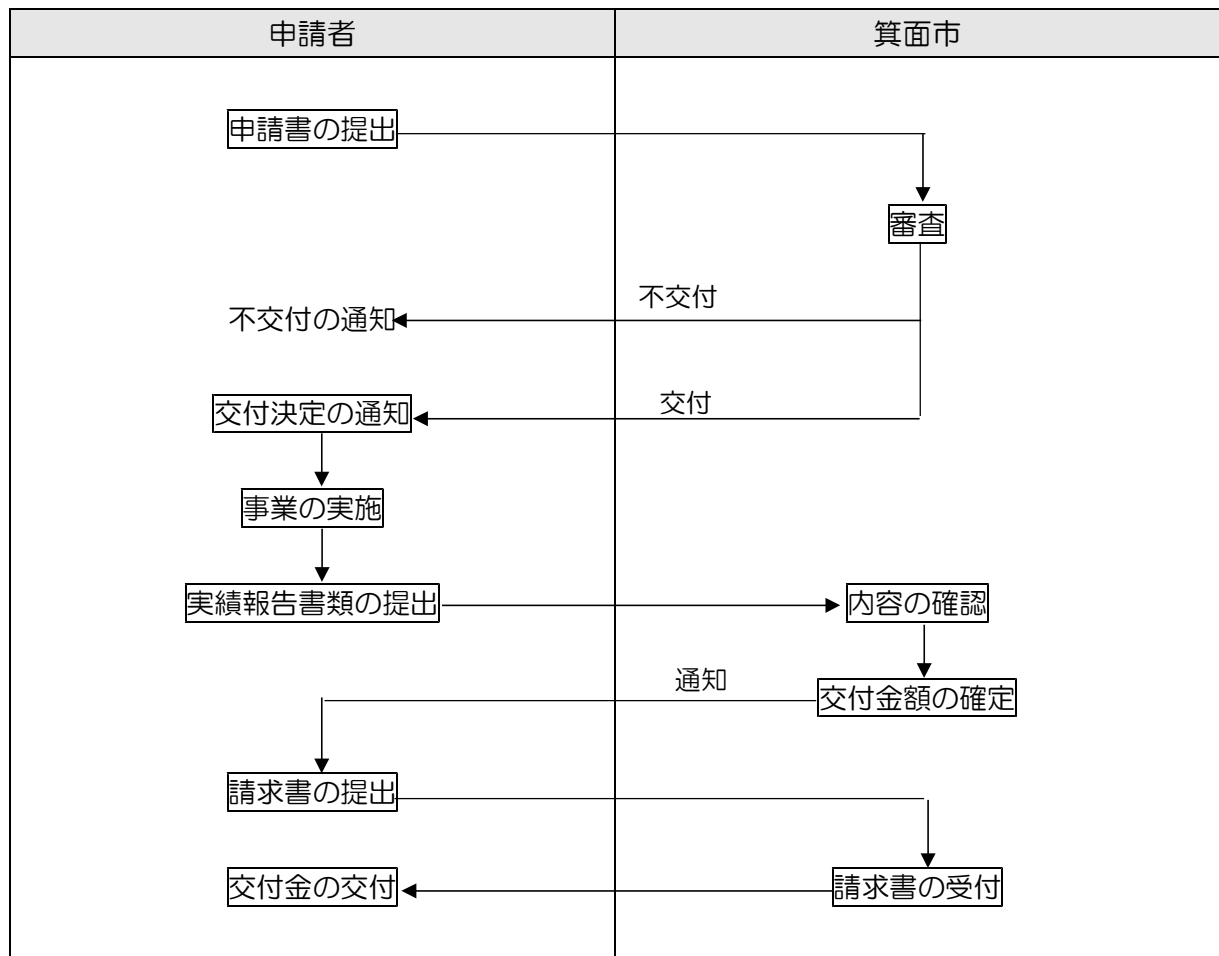 申請者
箕面市
申請書の提出
審査
不交付
不交付の通知
交付
交付決定の通知
事業の実施
実績報告書類の提出
内容の確認
通知
交付金額の確定
請求書の提出
交付金の交付
請求書の受付